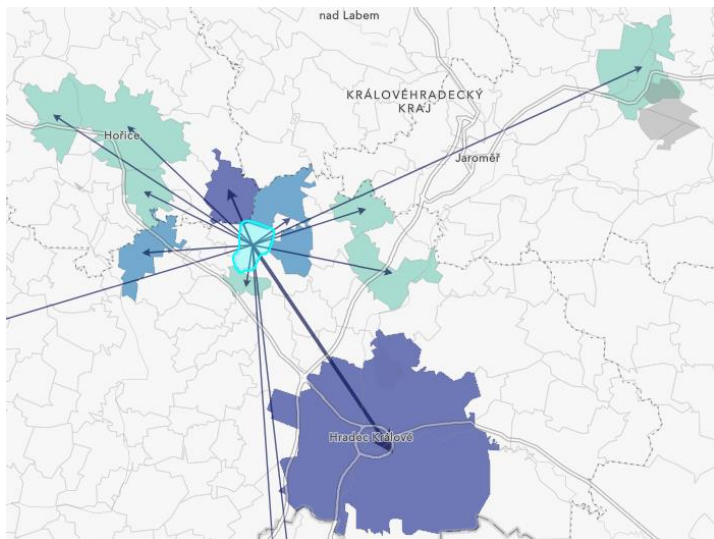 nad Labem
KRÁLOVÉHRADECKÝ
KRAJ
Hořice
Jaroměř
Hradec Králové